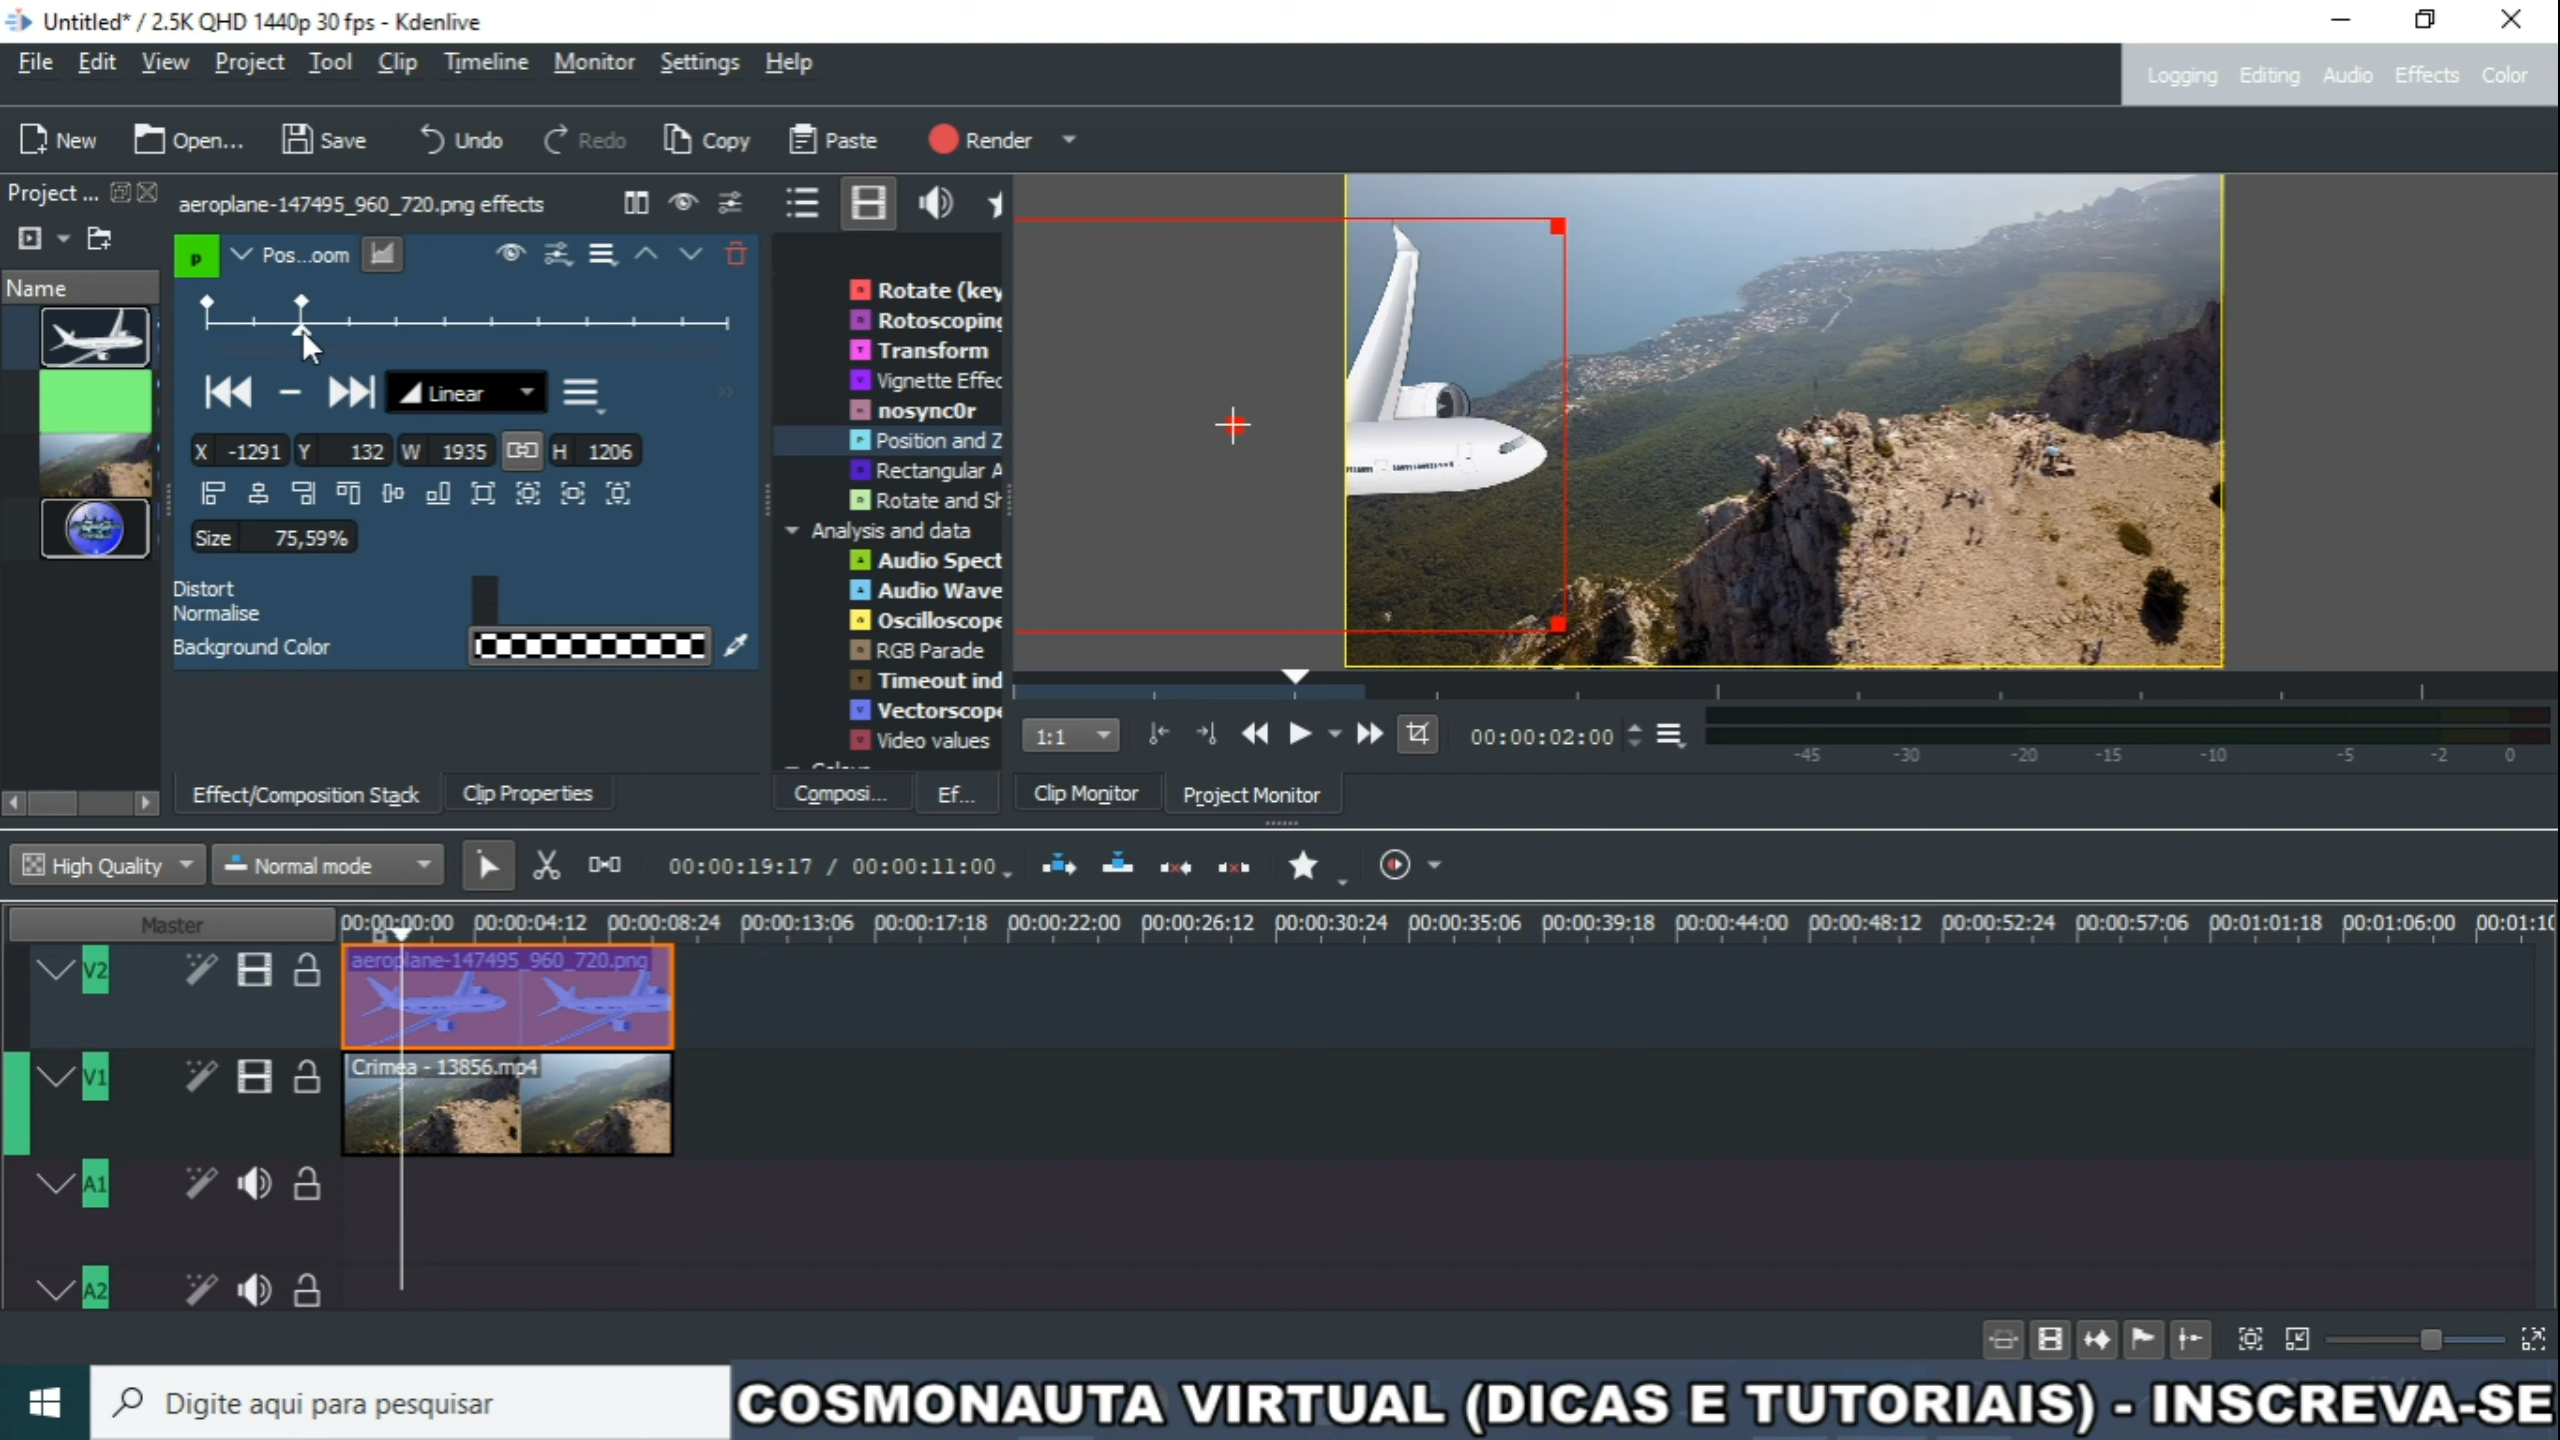 Untitled* / 2.5K QHD 1440p 30 fps - Kdenlive
File Edit View Project Tool Clip Timeline Monitor Settings Help
Logging Editing Audio Effects Color
New Open... Save Undo Redo Copy Paste Render
Project ...
aeroplane-147495_960_720.png effects
p Pos...oom
Name
Linear
X -1291 Y 132 W 1935 H 1206
Size 75,59%
Distort
Normalise
Background Color
Rotate (key
Rotoscoping
Transform
Vignette Effec
nosync0r
Position and Z
Rectangular A
Rotate and Sh
Analysis and data
Audio Spect
Audio Wave
Oscilloscope
RGB Parade
Timeout ind
Vectorscope
Video values
1:1 00:00:02:00
-45 -30 -20 -15 -10 -5 -2 0
Effect/Composition Stack Clip Properties Composi... Ef... Clip Monitor Project Monitor
High Quality Normal mode 00:00:19:17 / 00:00:11:00
Master 00:00:00:00 00:00:04:12 00:00:08:24 00:00:13:06 00:00:17:18 00:00:22:00 00:00:26:12 00:00:30:24 00:00:35:06 00:00:39:18 00:00:44:00 00:00:48:12 00:00:52:24 00:00:57:06 00:01:01:18 00:01:06:00 00:01:10
V2 aeroplane-147495_960_720.png
V1 Crimea - 13856.mp4
A1
A2
Digite aqui para pesquisar
COSMONAUTA VIRTUAL (DICAS E TUTORIAIS) - INSCREVA-SE